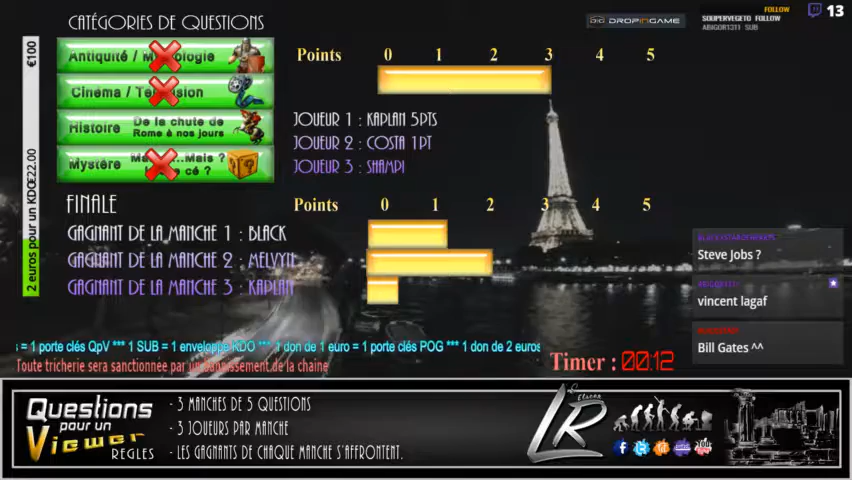 CATÉGORIES DE QUESTIONS
Antiquité / M ologie
Cinéma / Té ision
Histoire De la chute de
Rome à nos jours
Mystère Ma ...Mais ?
cé ?
€100
€22.00
2 euros pour un KDO
Points 0 1 2 3 4 5
JOUEUR 1 : KAPLAN 5PTS
JOUEUR 2 : COSTA 1PT
JOUEUR 3 : SHAMPI
FINALE
Points 0 1 2 3 4 5
GAGNANT DE LA MANCHE 1 : BLACK
GAGNANT DE LA MANCHE 2 : MELVYN
GAGNANT DE LA MANCHE 3 : KAPLAN
DROPINGAME
FOLLOW
SOUPERVEGETO FOLLOW
ABIGOR1311 SUB
13
Steve Jobs ?
vincent lagaf
Bill Gates ^^
s = 1 porte clés QpV *** 1 SUB = 1 enveloppe KDO *** 1 don de 1 euro = 1 porte clés POG *** 1 don de 2 euros
Toute tricherie sera sanctionnée par un bannissement de la chaine
Timer : 00:12
Questions
pour un
Viewer
REGLES
- 3 MANCHES DE 5 QUESTIONS
- 3 JOUEURS PAR MANCHE
- LES GAGNANTS DE CHAQUE MANCHE S'AFFRONTENT.
LR